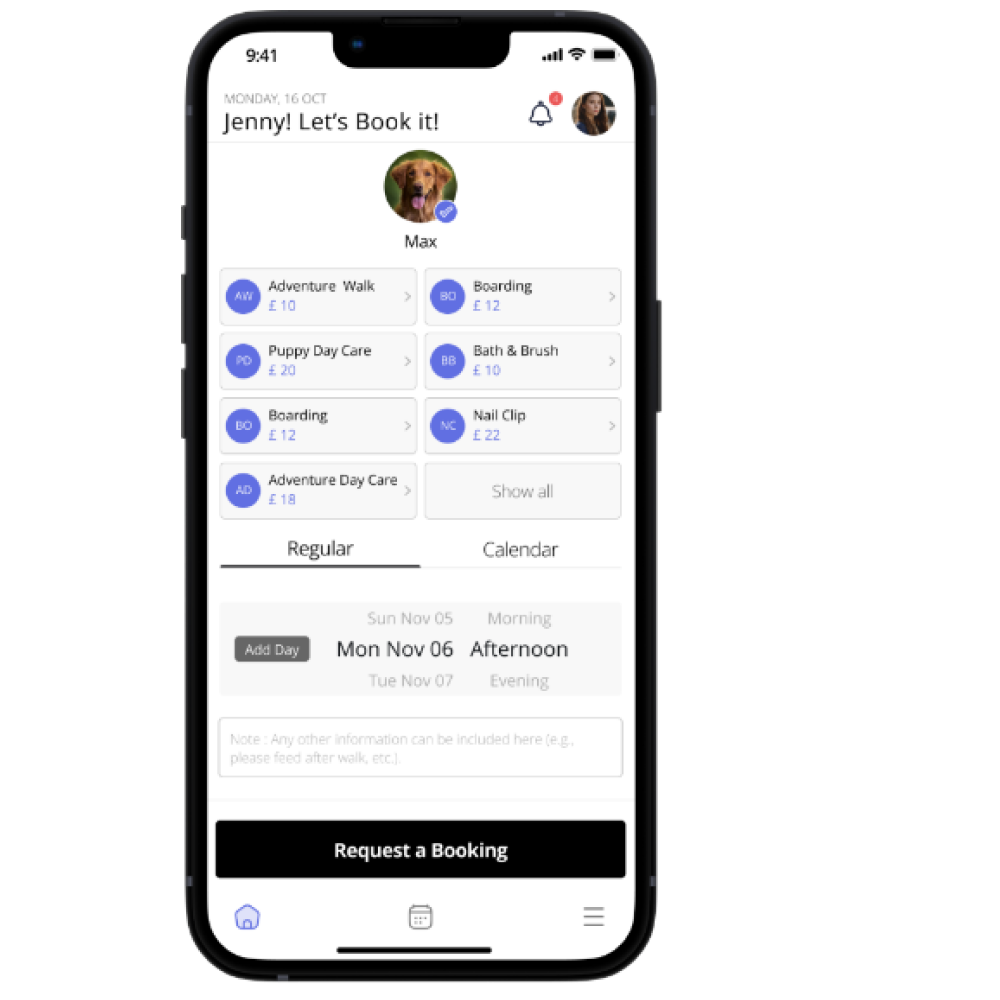 9:41
MONDAY, 16 OCT
Jenny! Let's Book it!
Max
AW
Adventure Walk
£ 10
BO
Boarding
£ 12
PD
Puppy Day Care
£ 20
BB
Bath & Brush
£ 10
BO
Boarding
£ 12
NC
Nail Clip
£ 22
AD
Adventure Day Care
£ 18
Show all
Regular
Calendar
Sun Nov 05 Morning
Add Day Mon Nov 06 Afternoon
Tue Nov 07 Evening
Note : Any other information can be included here (e.g.,
please feed after walk, etc.).
Request a Booking